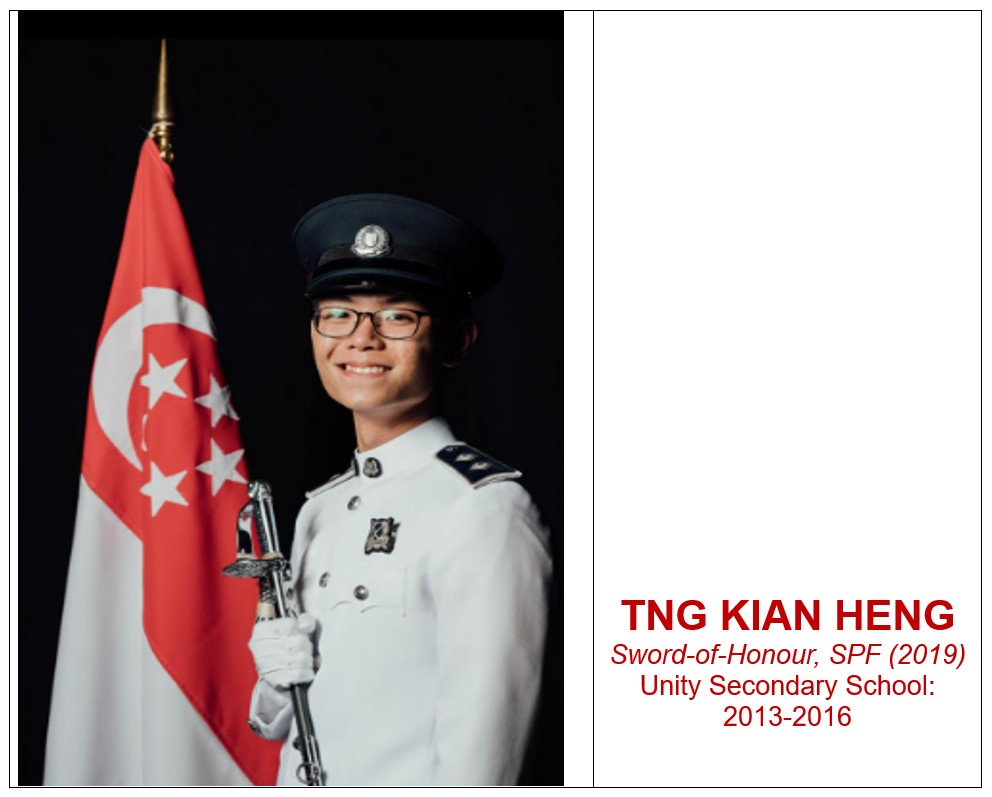 TNG KIAN HENG
Sword-of-Honour, SPF (2019)
Unity Secondary School:
2013-2016